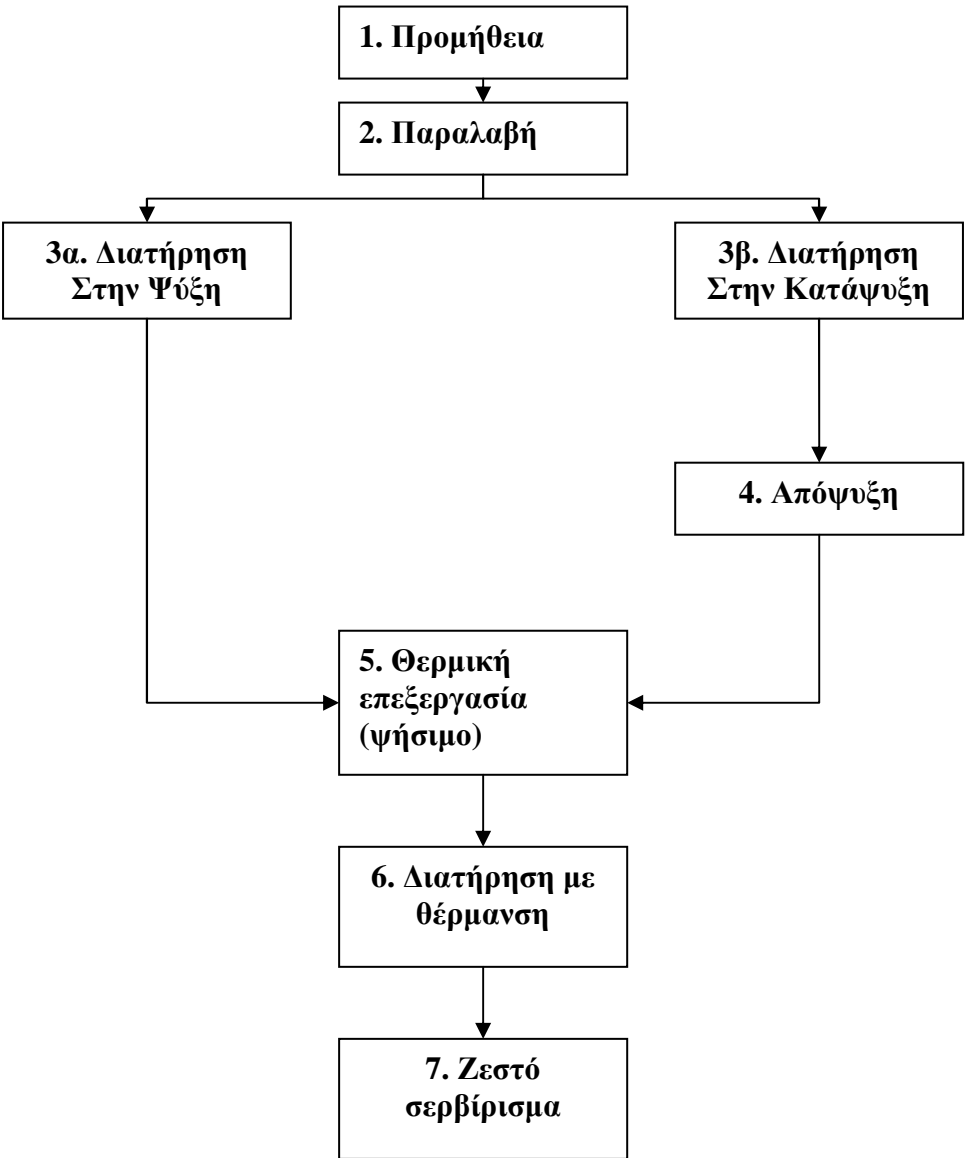 1. Προμήθεια
2. Παραλαβή
3α. Διατήρηση
Στην Ψύξη
3β. Διατήρηση
Στην Κατάψυξη
4. Απόψυξη
5. Θερμική
επεξεργασία
(ψήσιμο)
6. Διατήρηση με
θέρμανση
7. Ζεστό
σερβίρισμα